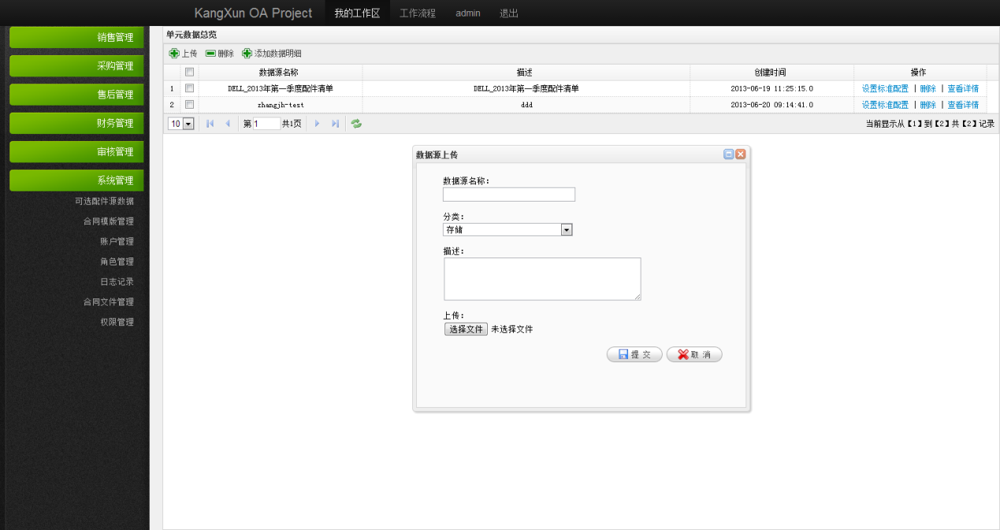 KangXun OA Project 我的工作区 工作流程 admin 退出
销售管理
采购管理
售后管理
财务管理
审核管理
系统管理
可选配件源数据
合同模版管理
账户管理
角色管理
日志记录
合同文件管理
权限管理
单元数据总览
上传 删除 添加数据明细
数据源名称 描述 创建时间 操作
1 DELL_2013年第一季度配件清单 DELL_2013年第一季度配件清单 2013-06-19 11:25:15.0 设置标准配置 | 删除 | 查看详情
2 zhangjh-test ddd 2013-06-20 09:14:41.0 设置标准配置 | 删除 | 查看详情
10 第 1 共1页 当前显示从【1】到【2】共【2】记录
数据源上传
数据源名称:
分类:
存储
描述:
上传:
选择文件 未选择文件
提 交 取 消